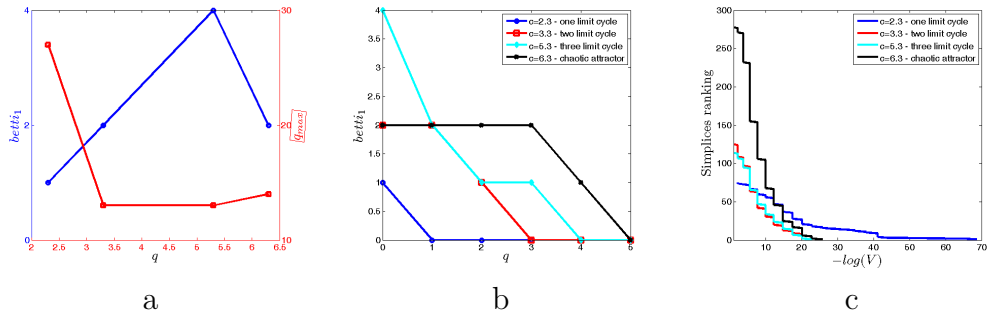 4
2
0
betti1
30
20
10
qmax
2 2.5 3 3.5 4 4.5 5 5.5 6 6.5
q
a
4
3.5
3
2.5
2
1.5
1
0.5
0
betti1
c=2.3 - one limit cycle
c=3.3 - two limit cycle
c=5.3 - three limit cycle
c=6.3 - chaotic attractor
0 1 2 3 4 5 6
q
b
300
250
200
150
100
50
0
Simplices ranking
c=2.3 - one limit cycle
c=3.3 - two limit cycle
c=5.3 - three limit cycle
c=6.3 - chaotic attractor
10 20 30 40 50 60 70
−log(V)
c